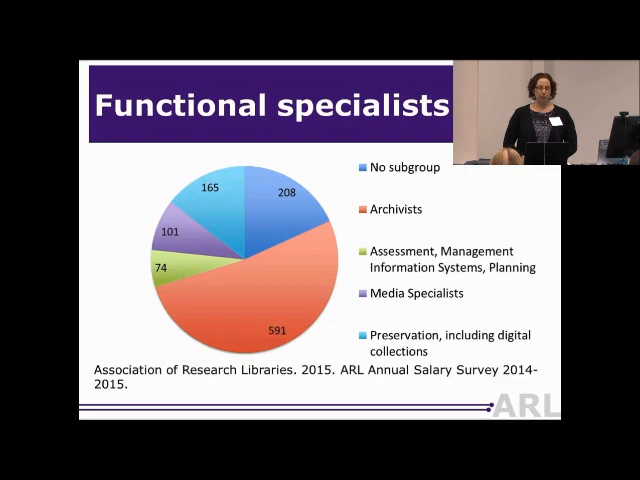 Functional specialists
165
208
101
74
591
No subgroup
Archivists
Assessment, Management
Information Systems, Planning
Media Specialists
Preservation, including digital
collections
Association of Research Libraries. 2015. ARL Annual Salary Survey 2014-
2015.
ARL